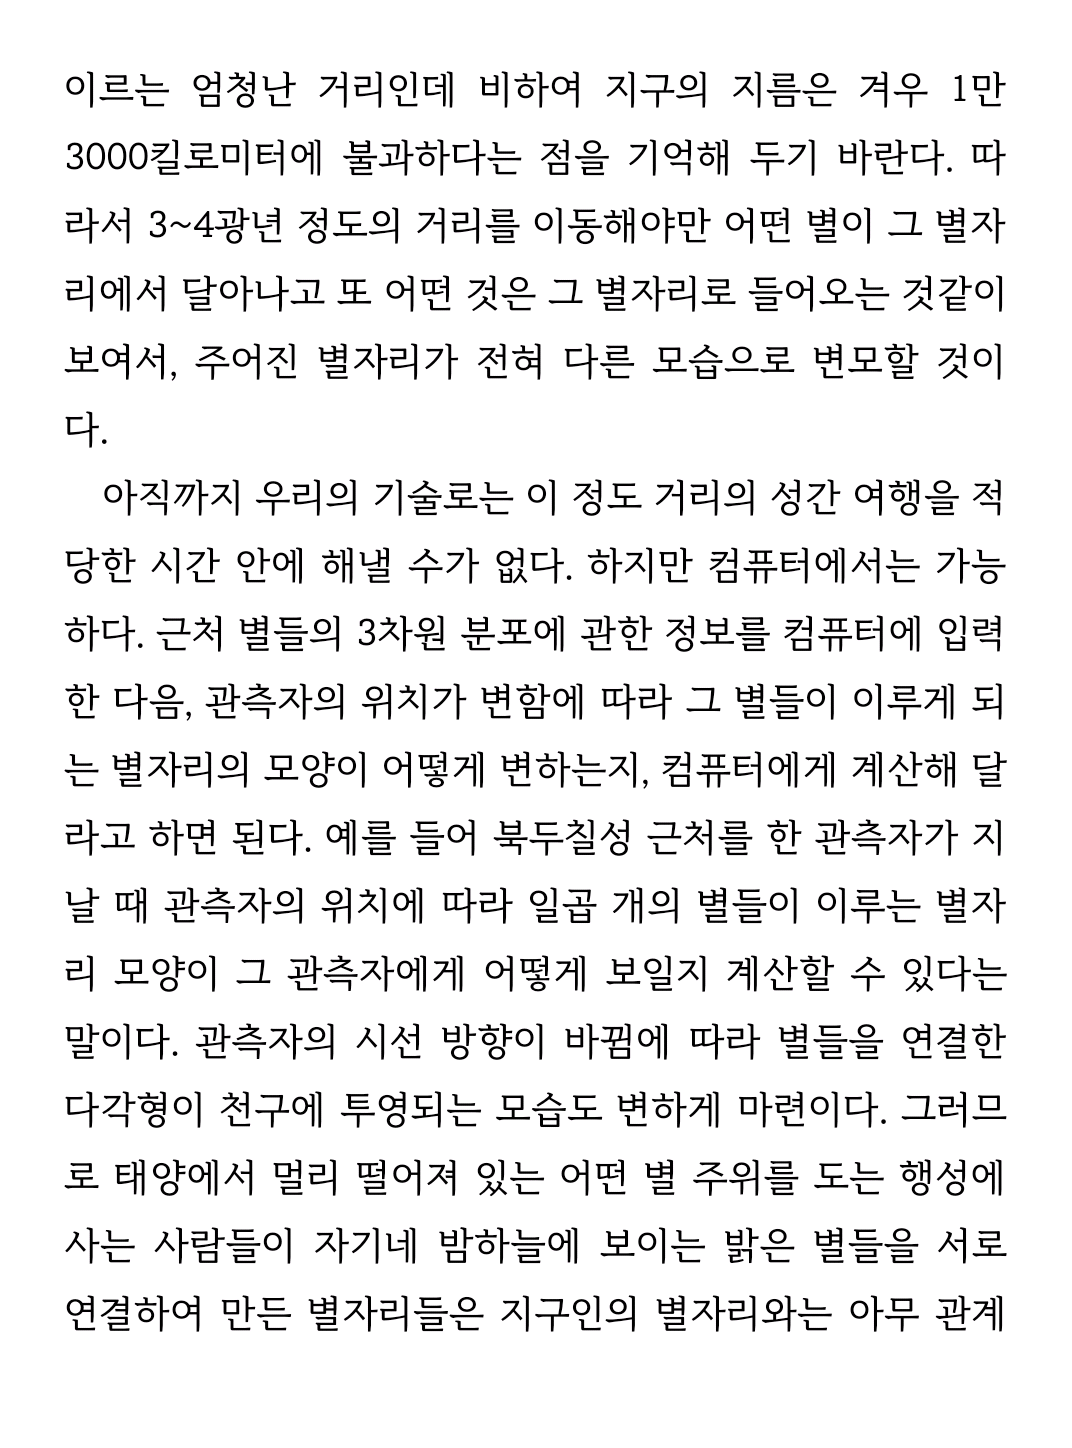 이르는 엄청난 거리인데 비하여 지구의 지름은 겨우 1만
3000킬로미터에 불과하다는 점을 기억해 두기 바란다. 따
라서 3~4광년 정도의 거리를 이동해야만 어떤 별이 그 별자
리에서 달아나고 또 어떤 것은 그 별자리로 들어오는 것같이
보여서, 주어진 별자리가 전혀 다른 모습으로 변모할 것이
다.
아직까지 우리의 기술로는 이 정도 거리의 성간 여행을 적
당한 시간 안에 해낼 수가 없다. 하지만 컴퓨터에서는 가능
하다. 근처 별들의 3차원 분포에 관한 정보를 컴퓨터에 입력
한 다음, 관측자의 위치가 변함에 따라 그 별들이 이루게 되
는 별자리의 모양이 어떻게 변하는지, 컴퓨터에게 계산해 달
라고 하면 된다. 예를 들어 북두칠성 근처를 한 관측자가 지
날 때 관측자의 위치에 따라 일곱 개의 별들이 이루는 별자
리 모양이 그 관측자에게 어떻게 보일지 계산할 수 있다는
말이다. 관측자의 시선 방향이 바뀜에 따라 별들을 연결한
다각형이 천구에 투영되는 모습도 변하게 마련이다. 그러므
로 태양에서 멀리 떨어져 있는 어떤 별 주위를 도는 행성에
사는 사람들이 자기네 밤하늘에 보이는 밝은 별들을 서로
연결하여 만든 별자리들은 지구인의 별자리와는 아무 관계